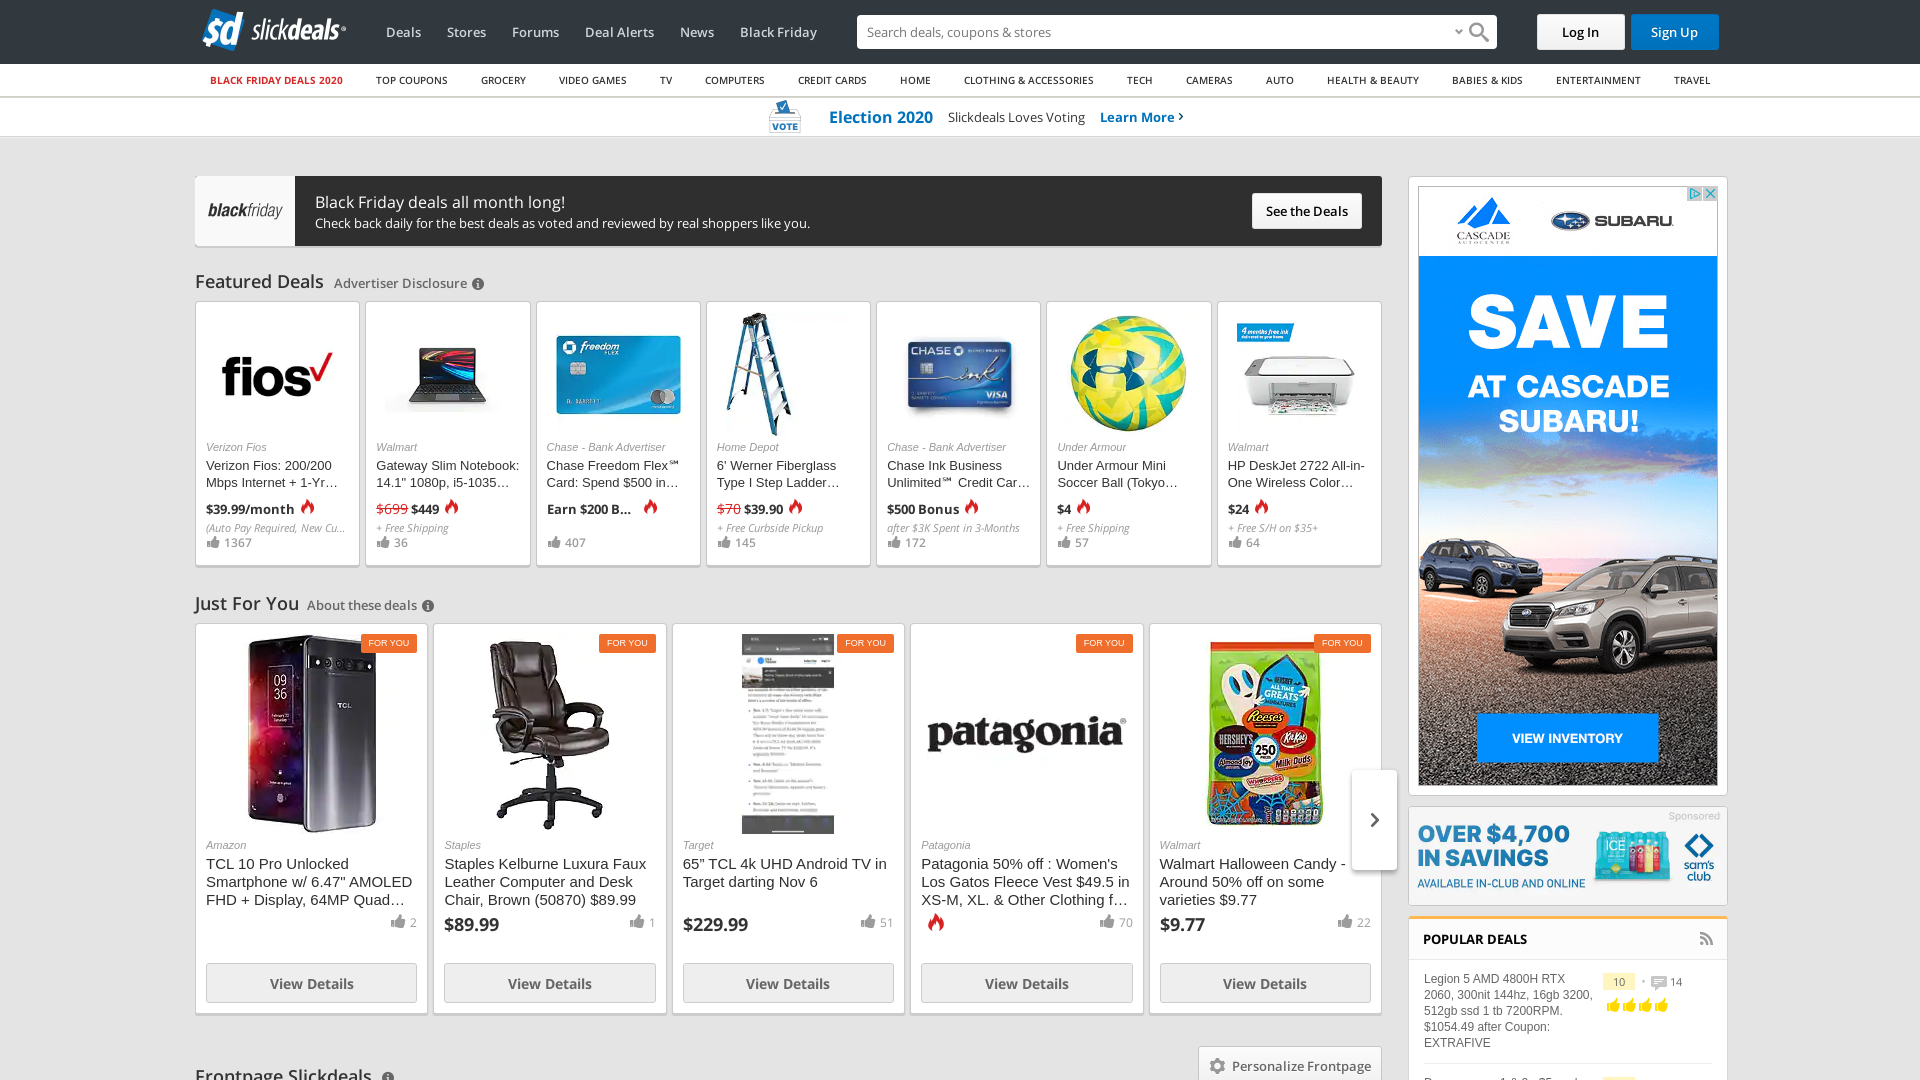 sd slickdeals
Deals Stores Forums Deal Alerts News Black Friday
Search deals, coupons & stores
Log In
Sign Up
BLACK FRIDAY DEALS 2020 TOP COUPONS GROCERY VIDEO GAMES TV COMPUTERS CREDIT CARDS HOME CLOTHING & ACCESSORIES TECH CAMERAS AUTO HEALTH & BEAUTY BABIES & KIDS ENTERTAINMENT TRAVEL
VOTE
Election 2020 Slickdeals Loves Voting Learn More
blackfriday
Black Friday deals all month long!
Check back daily for the best deals as voted and reviewed by real shoppers like you.
See the Deals
Featured Deals Advertiser Disclosure
fios
Verizon Fios
Verizon Fios: 200/200
Mbps Internet + 1-Yr…
$39.99/month
(Auto Pay Required, New Cu...
1367
Walmart
Gateway Slim Notebook:
14.1" 1080p, i5-1035…
$699 $449
+ Free Shipping
36
freedom
FLEX
Chase - Bank Advertiser
Chase Freedom Flex℠
Card: Spend $500 in…
Earn $200 B...
407
Home Depot
6' Werner Fiberglass
Type I Step Ladder…
$70 $39.90
+ Free Curbside Pickup
145
CHASE
ink
VISA
Chase - Bank Advertiser
Chase Ink Business
Unlimited℠ Credit Car…
$500 Bonus
after $3K Spent in 3-Months
172
Under Armour
Under Armour Mini
Soccer Ball (Tokyo…
$4
+ Free Shipping
57
4 months free ink
Walmart
HP DeskJet 2722 All-in-
One Wireless Color…
$24
+ Free S/H on $35+
64
Just For You About these deals
FOR YOU
09
36
TCL
Amazon
TCL 10 Pro Unlocked
Smartphone w/ 6.47" AMOLED
FHD + Display, 64MP Quad…
2
View Details
FOR YOU
Staples
Staples Kelburne Luxura Faux
Leather Computer and Desk
Chair, Brown (50870) $89.99
$89.99
1
View Details
FOR YOU
Target
65” TCL 4k UHD Android TV in
Target darting Nov 6
$229.99
51
View Details
FOR YOU
patagonia®
Patagonia
Patagonia 50% off : Women's
Los Gatos Fleece Vest $49.5 in
XS-M, XL. & Other Clothing f…
70
View Details
FOR YOU
HERSHEY
ALL TIME
GREATS
Reese's
HERSHEY'S
KitKat
250
Almond Joy
Milk Duds
WHOPPERS
Walmart
Walmart Halloween Candy -
Around 50% off on some
varieties $9.77
$9.77
22
View Details
Frontpage Slickdeals
Personalize Frontpage
CASCADE
AUTOCENTER
SUBARU
SAVE
AT CASCADE
SUBARU!
VIEW INVENTORY
Sponsored
OVER $4,700
IN SAVINGS
AVAILABLE IN-CLUB AND ONLINE
ICE
sam's
club
POPULAR DEALS
Legion 5 AMD 4800H RTX
2060, 300nit 144hz, 16gb 3200,
512gb ssd 1 tb 7200RPM.
$1054.49 after Coupon:
EXTRAFIVE
10 • 14